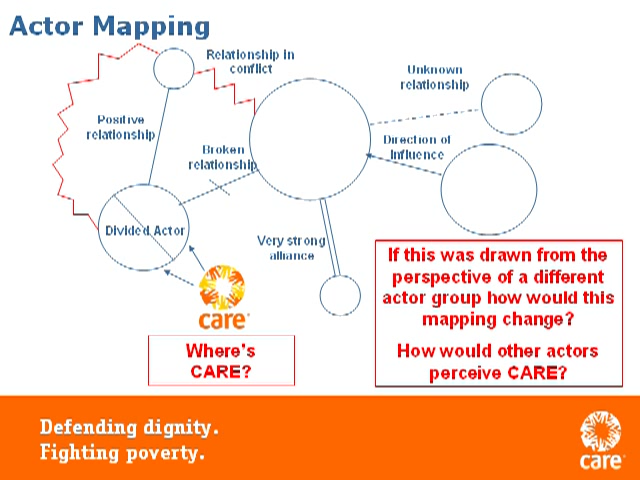 Actor Mapping
Relationship in
conflict
Unknown
relationship
Positive
relationship
Broken
relationship
Direction of
Influence
Divided Actor
Very strong
alliance
care
If this was drawn from the
perspective of a different
actor group how would this
mapping change?
How would other actors
perceive CARE?
Where's
CARE?
Defending dignity.
Fighting poverty.
care